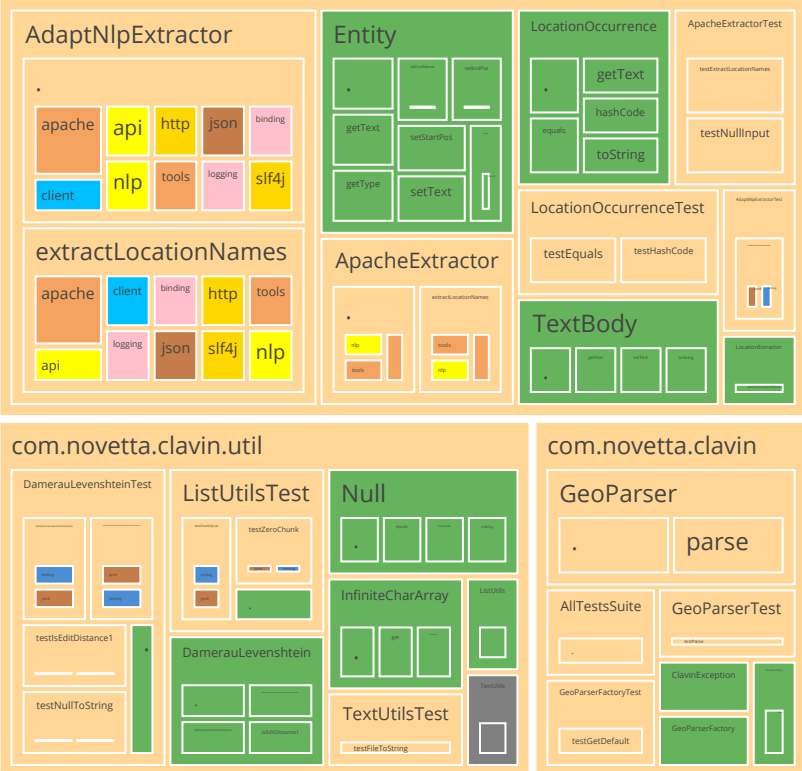 AdaptNlpExtractor
.
apache
api
http
json
binding
client
nlp
tools
logging
slf4j
extractLocationNames
apache
client
binding
http
tools
api
logging
json
slf4j
nlp
Entity
.
getText
setStartPos
getType
setText
ApacheExtractor
.
nlp
tools
extractLocationNames
tools
nlp
LocationOccurrence
.
getText
hashCode
equals
toString
ApacheExtractorTest
testExtractLocationNames
testNullInput
LocationOccurrenceTest
testEquals
testHashCode
AdaptNlpExtractorTest
TextBody
.
getText
setText
toString
LocationExtractor
com.novetta.clavin.util
DamerauLevenshteinTest
testIsEditDistance1
testNullToString
.
ListUtilsTest
testZeroChunk
.
DamerauLevenshtein
.
isEditDistance1
Null
.
equals
toString
InfiniteCharArray
.
get
ListUtils
TextUtilsTest
testFileToString
TextUtils
com.novetta.clavin
GeoParser
.
parse
AllTestsSuite
.
GeoParserTest
testParse
GeoParserFactoryTest
testGetDefault
ClavinException
GeoParserFactory